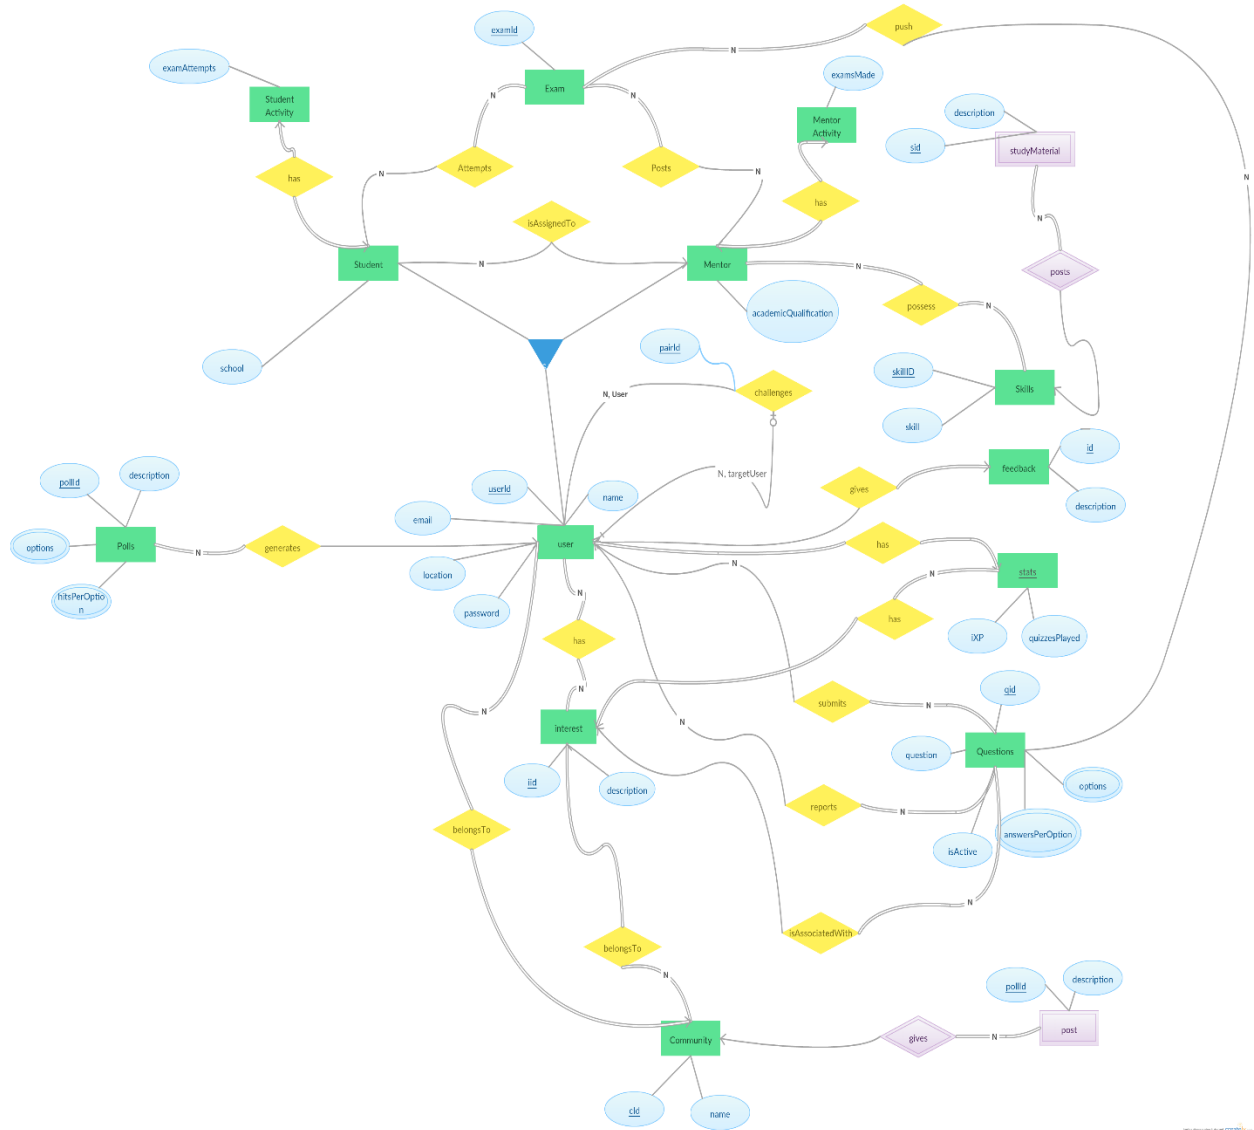 push
examId
N
examAttempts
Exam
examsMade
Student
Activity
N
N
Mentor
Activity
description
sid
studyMaterial
has
Attempts
Posts
N
N
N
has
N
isAssignedTo
Student
N
Mentor
N
posts
academicQualification
possess
N
pairId
school
skillID
Skills
N, User
challenges
skill
id
feedback
N, targetUser
gives
description
pollId
description
userId
name
email
options
Polls
N
generates
user
has
location
N
N
stats
hitsPerOptio
n
password
N
has
has
iXP
quizzesPlayed
N
qid
N
submits
N
interest
N
question
Questions
iid
description
options
reports
N
belongsTo
answersPerOption
isActive
N
isAssociatedWith
belongsTo
N
pollId
description
Community
gives
N
post
cId
name